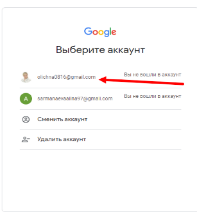 Google
Выберите аккаунт
Вы не вошли в аккаунт
Вы не вошли в аккаунт
Сменить аккаунт
Удалить аккаунт